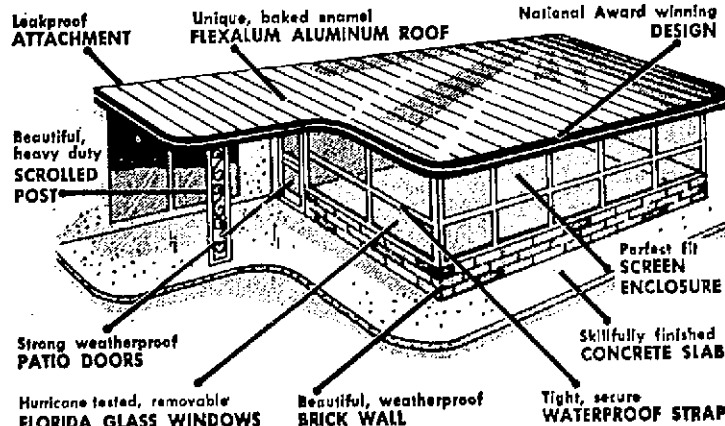 Leakproof
ATTACHMENT
Unique, baked enamel
FLEXALUM ALUMINUM ROOF
National Award winning
DESIGN
Beautiful,
heavy duty
SCROLLED
POST
Perfect fit
SCREEN
ENCLOSURE
Strong weatherproof
PATIO DOORS
Skillfully finished
CONCRETE SLAB
Hurricane tested, removable
FLORIDA GLASS WINDOWS
Beautiful, weatherproof
BRICK WALL
Tight, secure
WATERPROOF STRAP